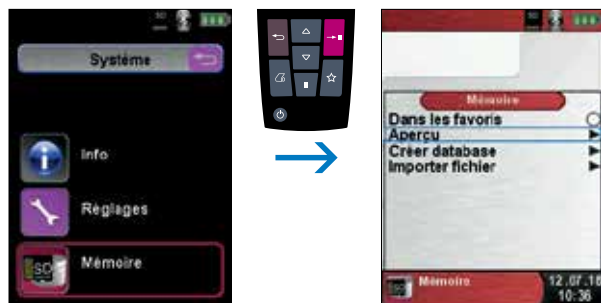 Système
Info
Réglages
Mémoire
SD
Mémoire
Dans les favoris
Aperçu
Créer database
Importer fichier
Mémoire
12.07.16
10:36